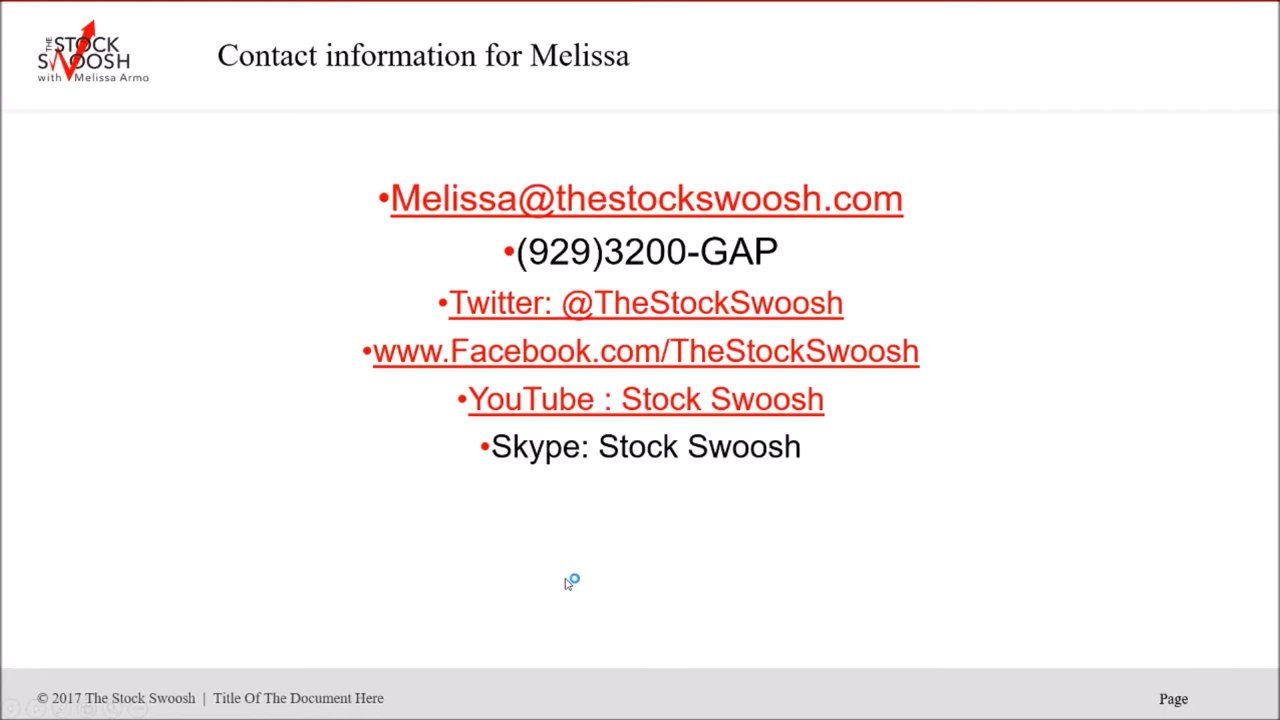 THE STOCK
SWOOSH
with Melissa Armo
Contact information for Melissa
•Melissa@thestockswoosh.com
•(929)3200-GAP
•Twitter: @TheStockSwoosh
•www.Facebook.com/TheStockSwoosh
•YouTube : Stock Swoosh
•Skype: Stock Swoosh
© 2017 The Stock Swoosh | Title Of The Document Here
Page